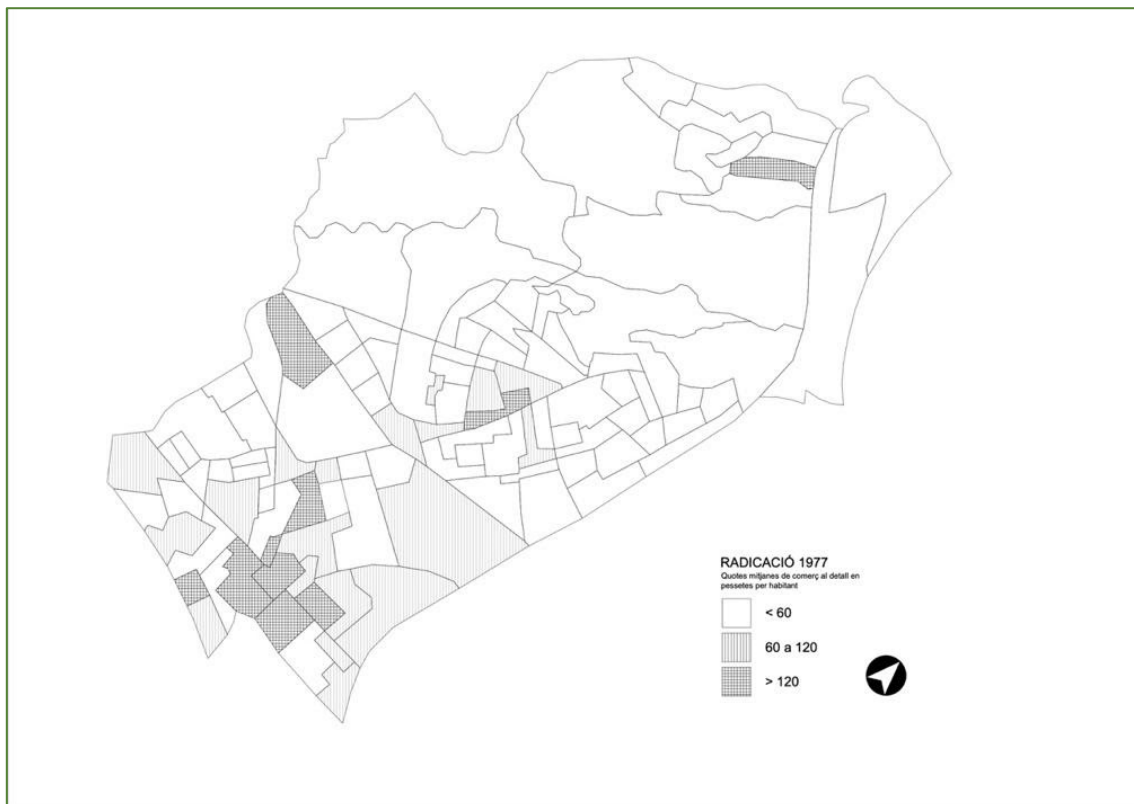 RADICACIÓ 1977
Quotes mitjanes de comerç al detall en
pessetes per habitant
< 60
60 a 120
> 120